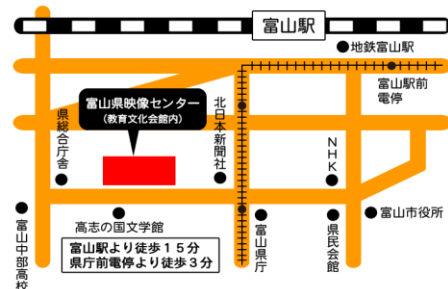 富山駅
地鉄富山駅
富山駅前
電停
富山県映像センター
(教育文化会館内)
県総合庁舎
北日本新聞社
NHK
富山中部高校
高志の国文学館
富山県庁
県民会館
富山市役所
富山駅より徒歩15分
県庁前電停より徒歩3分